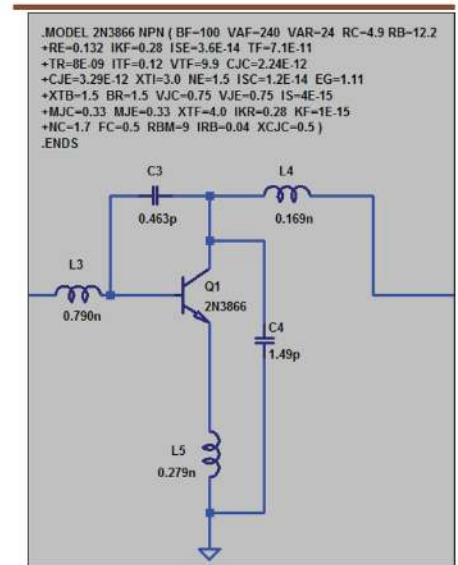 .MODEL 2N3866 NPN ( BF=100 VAF=240 VAR=24 RC=4.9 RB=12.2
+RE=0.132 IKF=0.28 ISE=3.6E-14 TF=7.1E-11
+TR=8E-09 ITF=0.12 VTF=9.9 CJC=2.24E-12
+CJE=3.29E-12 XTI=3.0 NE=1.5 ISC=1.2E-14 EG=1.11
+XTB=1.5 BR=1.5 VJC=0.75 VJE=0.75 IS=4E-15
+MJC=0.33 MJE=0.33 XTF=4.0 IKR=0.28 KF=1E-15
+NC=1.7 FC=0.5 RBM=9 IRB=0.04 XCJC=0.5 )
.ENDS
C3
0.463p
L4
0.169n
L3
0.790n
Q1
2N3866
C4
1.49p
L5
0.279n